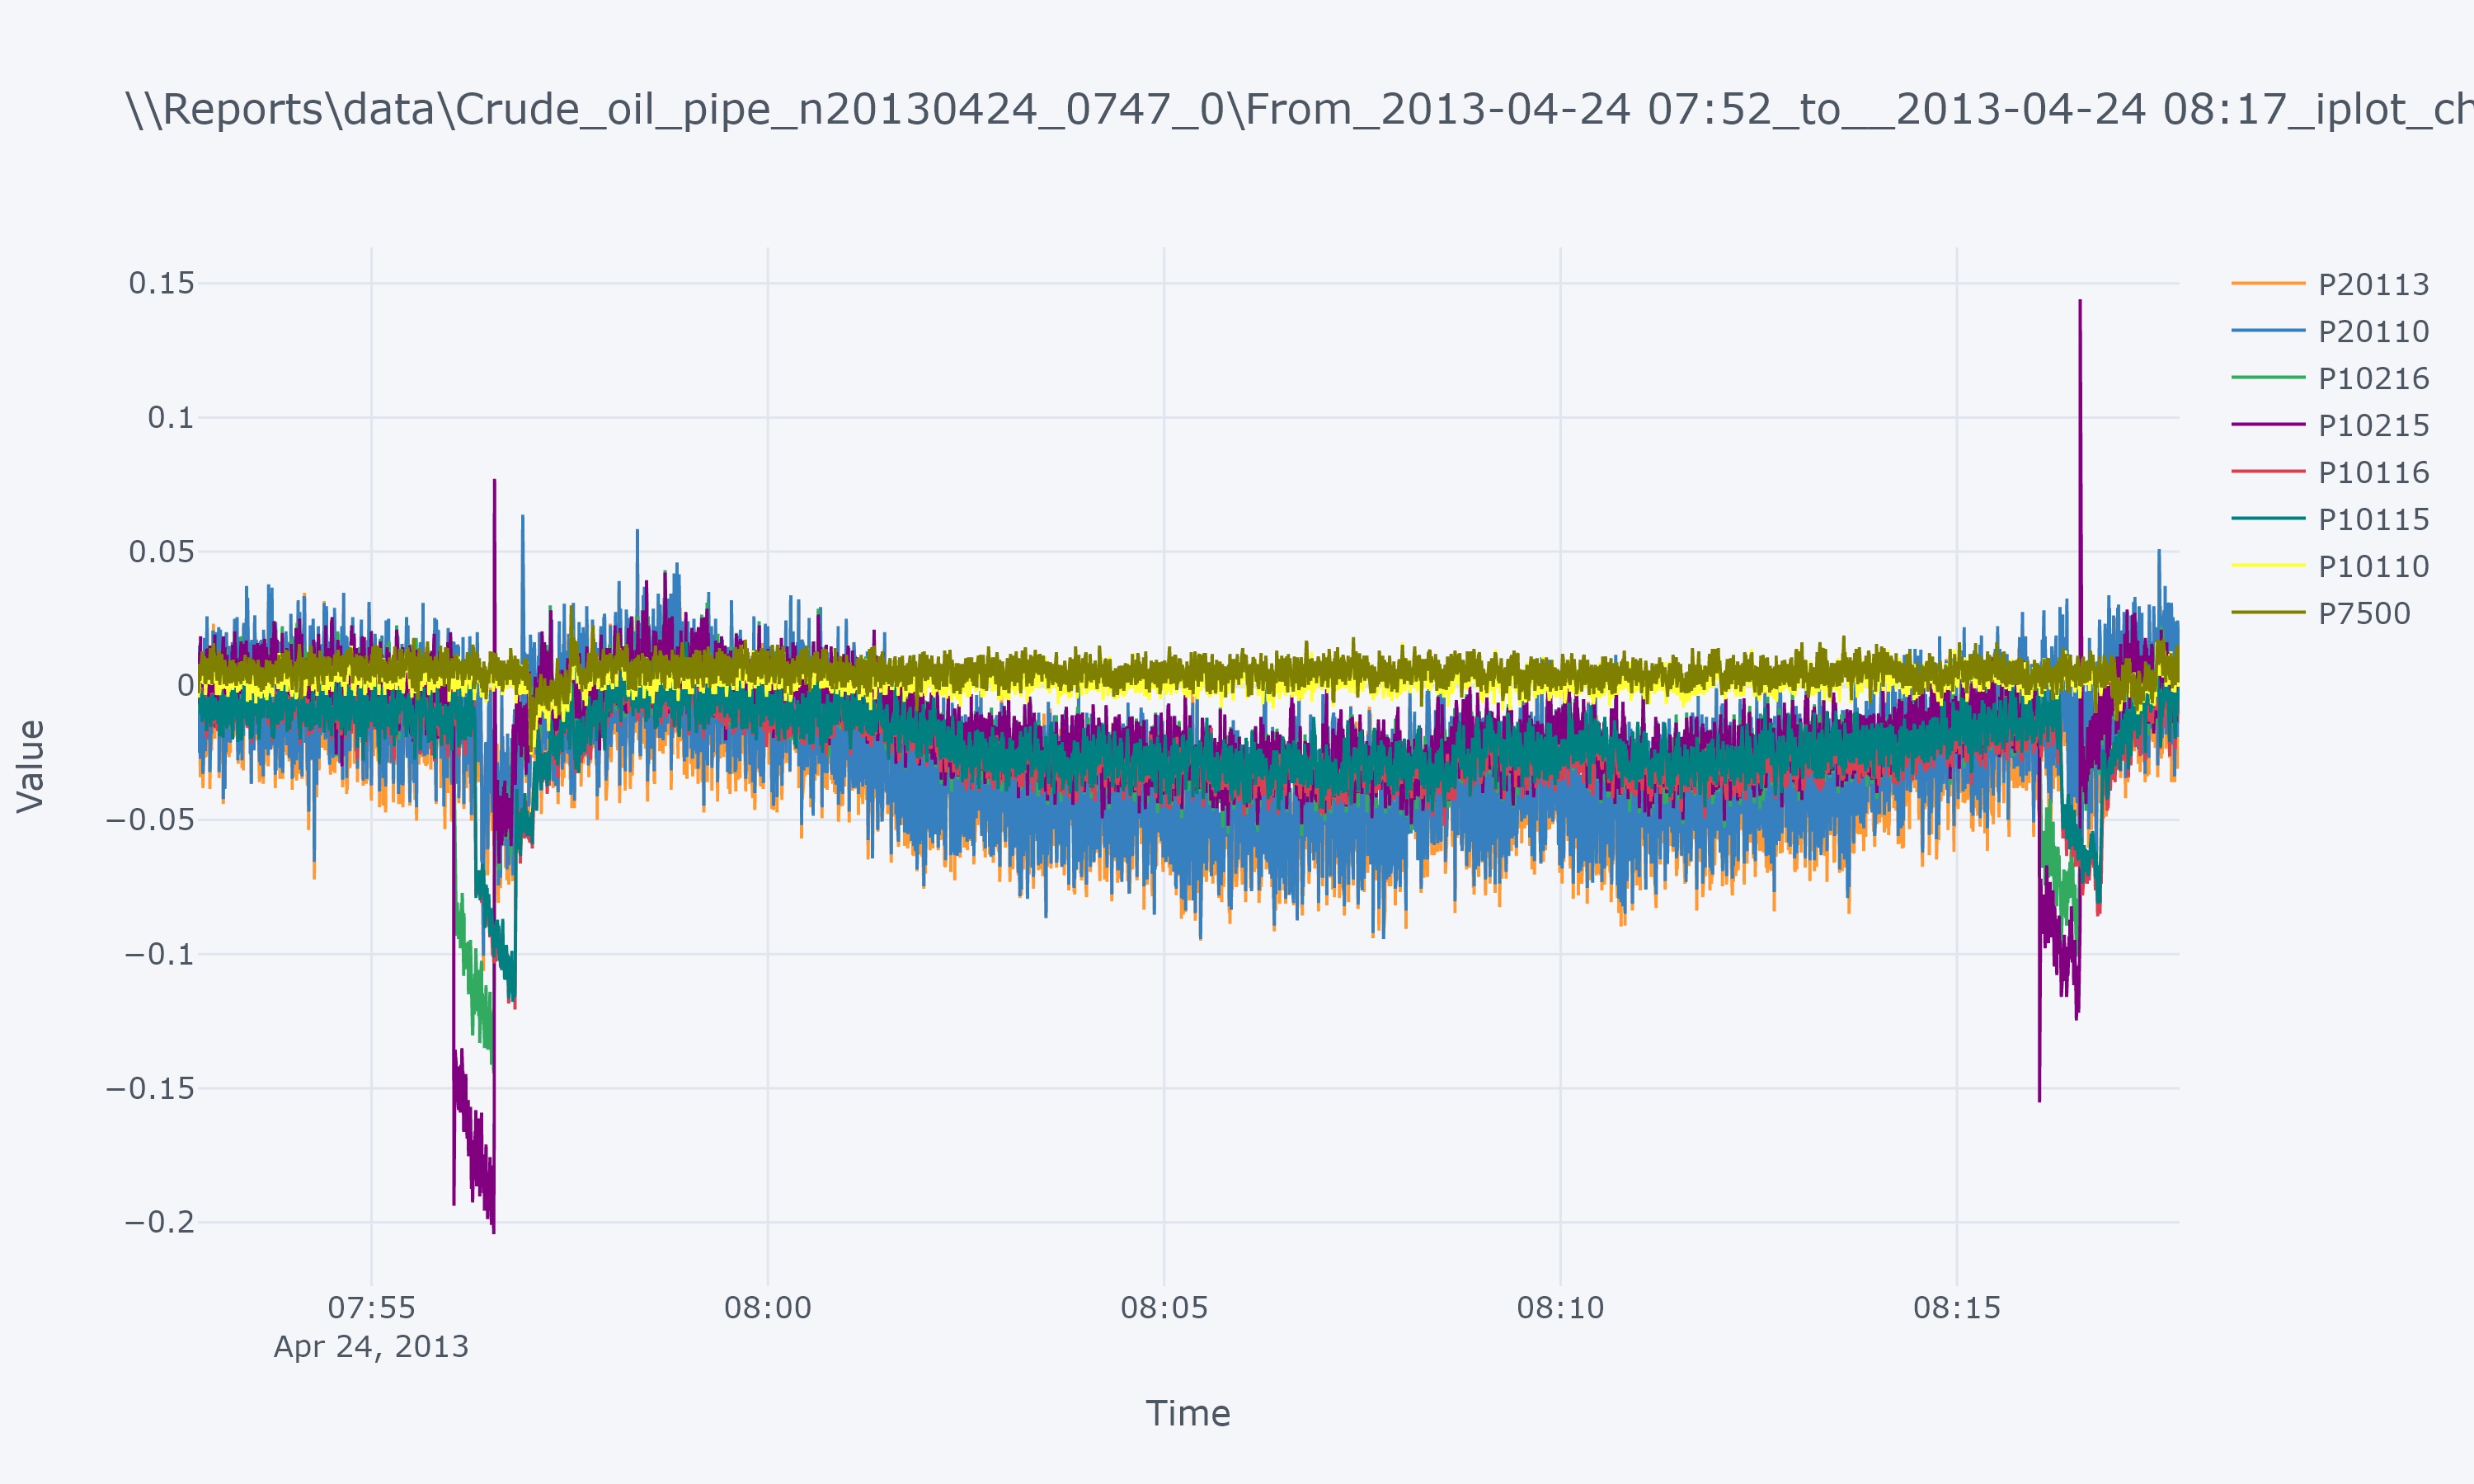 \\Reports\data\Crude_oil_pipe_n20130424_0747_0\From_2013-04-24 07:52_to__2013-04-24 08:17_iplot_ch
0.15
0.1
0.05
0
−0.05
−0.1
−0.15
−0.2
Value
07:55
08:00
08:05
08:10
08:15
Apr 24, 2013
Time
P20113
P20110
P10216
P10215
P10116
P10115
P10110
P7500